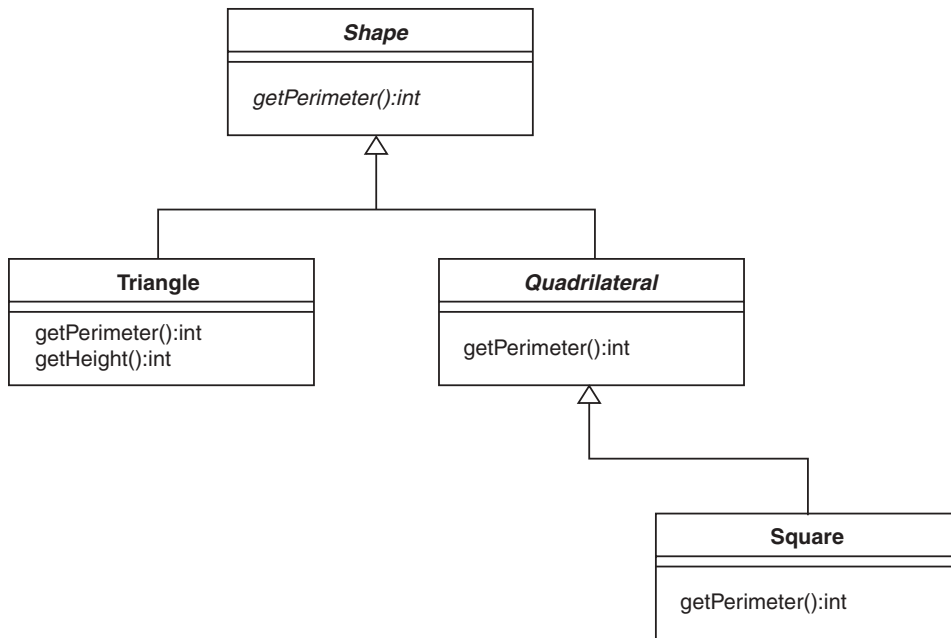 Shape
getPerimeter():int
Triangle
getPerimeter():int
getHeight():int
Quadrilateral
getPerimeter():int
Square
getPerimeter():int